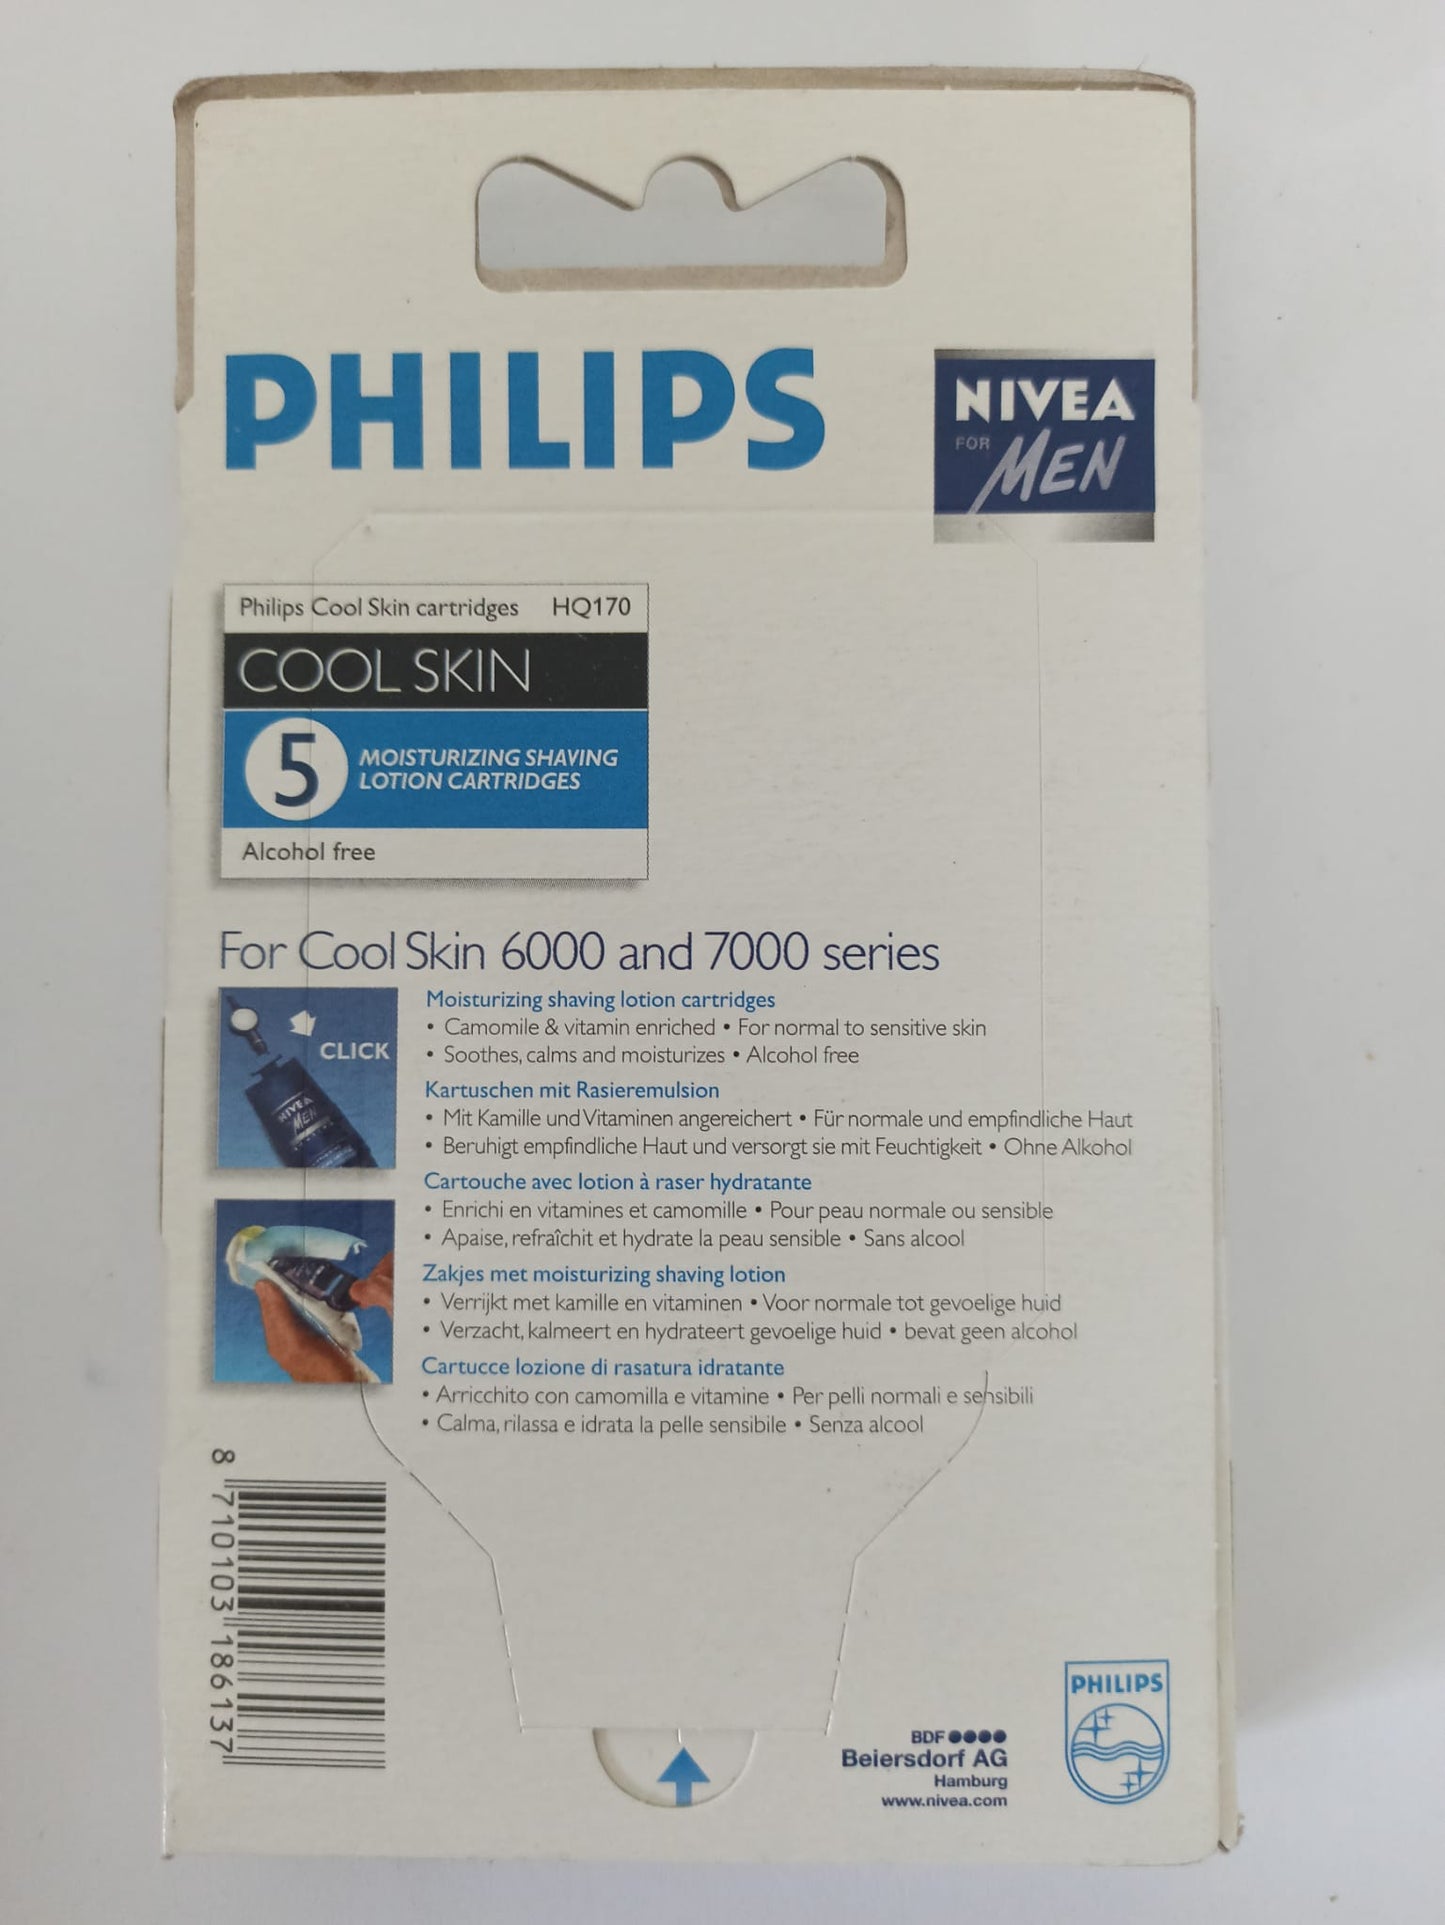 PHILIPS
NIVEA
FOR
MEN
Philips Cool Skin cartridges HQ170
COOL SKIN
5
MOISTURIZING SHAVING
LOTION CARTRIDGES
Alcohol free
For Cool Skin 6000 and 7000 series
CLICK
NIVEA
MEN
Moisturizing shaving lotion cartridges
• Camomile & vitamin enriched • For normal to sensitive skin
• Soothes, calms and moisturizes • Alcohol free
Kartuschen mit Rasieremulsion
• Mit Kamille und Vitaminen angereichert • Für normale und empfindliche Haut
• Beruhigt empfindliche Haut und versorgt sie mit Feuchtigkeit • Ohne Alkohol
Cartouche avec lotion à raser hydratante
• Enrichi en vitamines et camomille • Pour peau normale ou sensible
• Apaise, refraîchit et hydrate la peau sensible • Sans alcool
Zakjes met moisturizing shaving lotion
• Verrijkt met kamille en vitaminen • Voor normale tot gevoelige huid
• Verzacht, kalmeert en hydrateert gevoelige huid • bevat geen alcohol
Cartucce lozione di rasatura idratante
• Arricchito con camomilla e vitamine • Per pelli normali e sensibili
• Calma, rilassa e idrata la pelle sensibile • Senza alcool
8 710103 186137
BDF ●●●●
Beiersdorf AG
Hamburg
www.nivea.com
PHILIPS